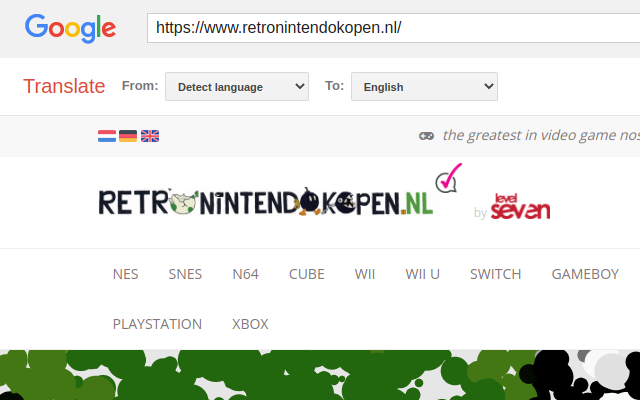 Google https://www.retronintendokopen.nl/
Translate From: Detect language To: English
the greatest in video game nos
RETRONINTENDOKOPEN.NL
by level seven
NES SNES N64 CUBE WII WII U SWITCH GAMEBOY
PLAYSTATION XBOX